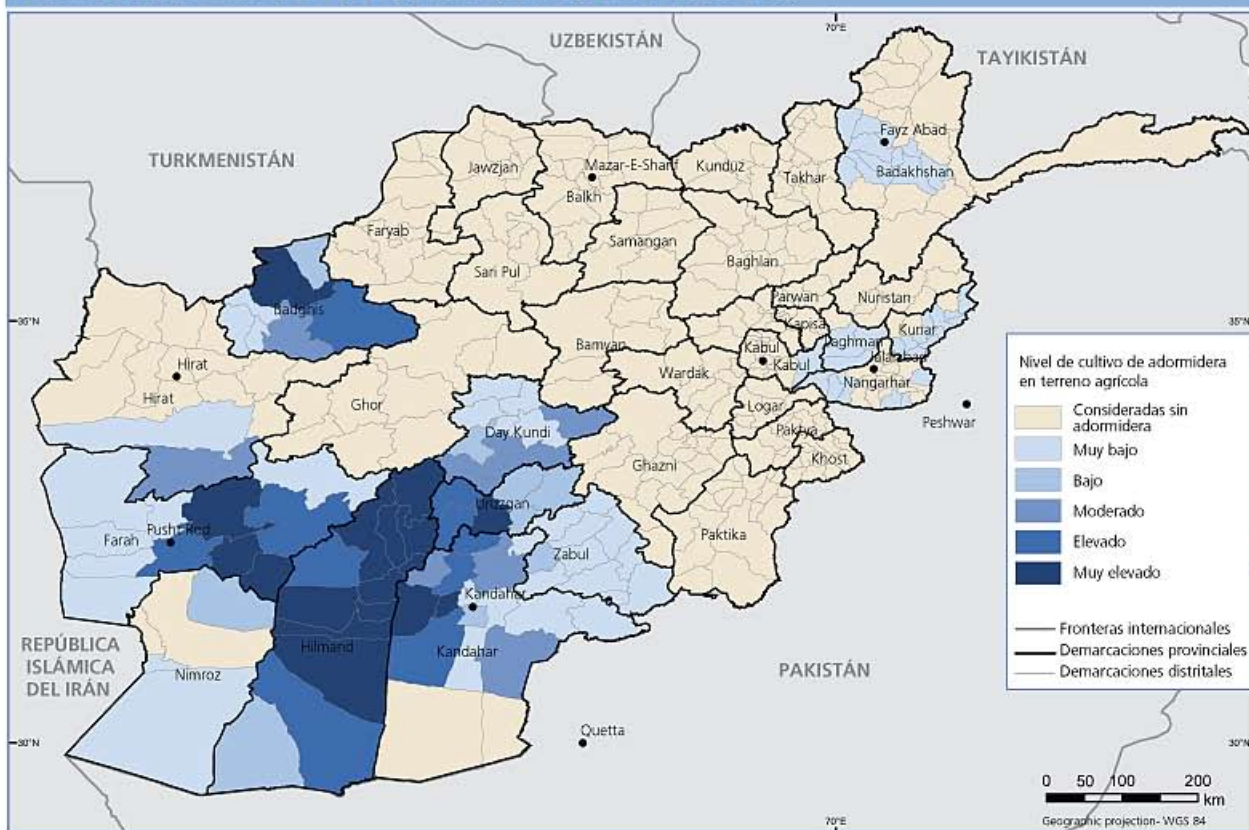 70°E
UZBEKISTÁN
TAYIKISTÁN
TURKMENISTÁN
Fayz Abad
Jawzjan
Mazar-E-Sharif
Kunduz
Takhar
Badakhshan
Balkh
Faryab
Samangan
Baghlan
Sari Pul
Badghis
Parwan
Nuristan
35°N
Kapisa
Kunar
35°N
Bamyan
Laghman
Hirat
Kabul
Kabul
Jalalabad
Wardak
Nangarhar
Hirat
Ghor
Logar
Peshwar
Day Kundi
Paktya
Ghazni
Khost
Uruzgan
Paktika
Farah
Pusht Rod
Zabul
Kandahar
Hilmand
Kandahar
REPÚBLICA
ISLÁMICA
DEL IRÁN
Nimroz
PAKISTÁN
Quetta
30°N
30°N
70°E
Nivel de cultivo de adormidera
en terreno agrícola
Consideradas sin
adormidera
Muy bajo
Bajo
Moderado
Elevado
Muy elevado
Fronteras internacionales
Demarcaciones provinciales
Demarcaciones distritales
0 50 100 200
km
Geographic projection- WGS 84